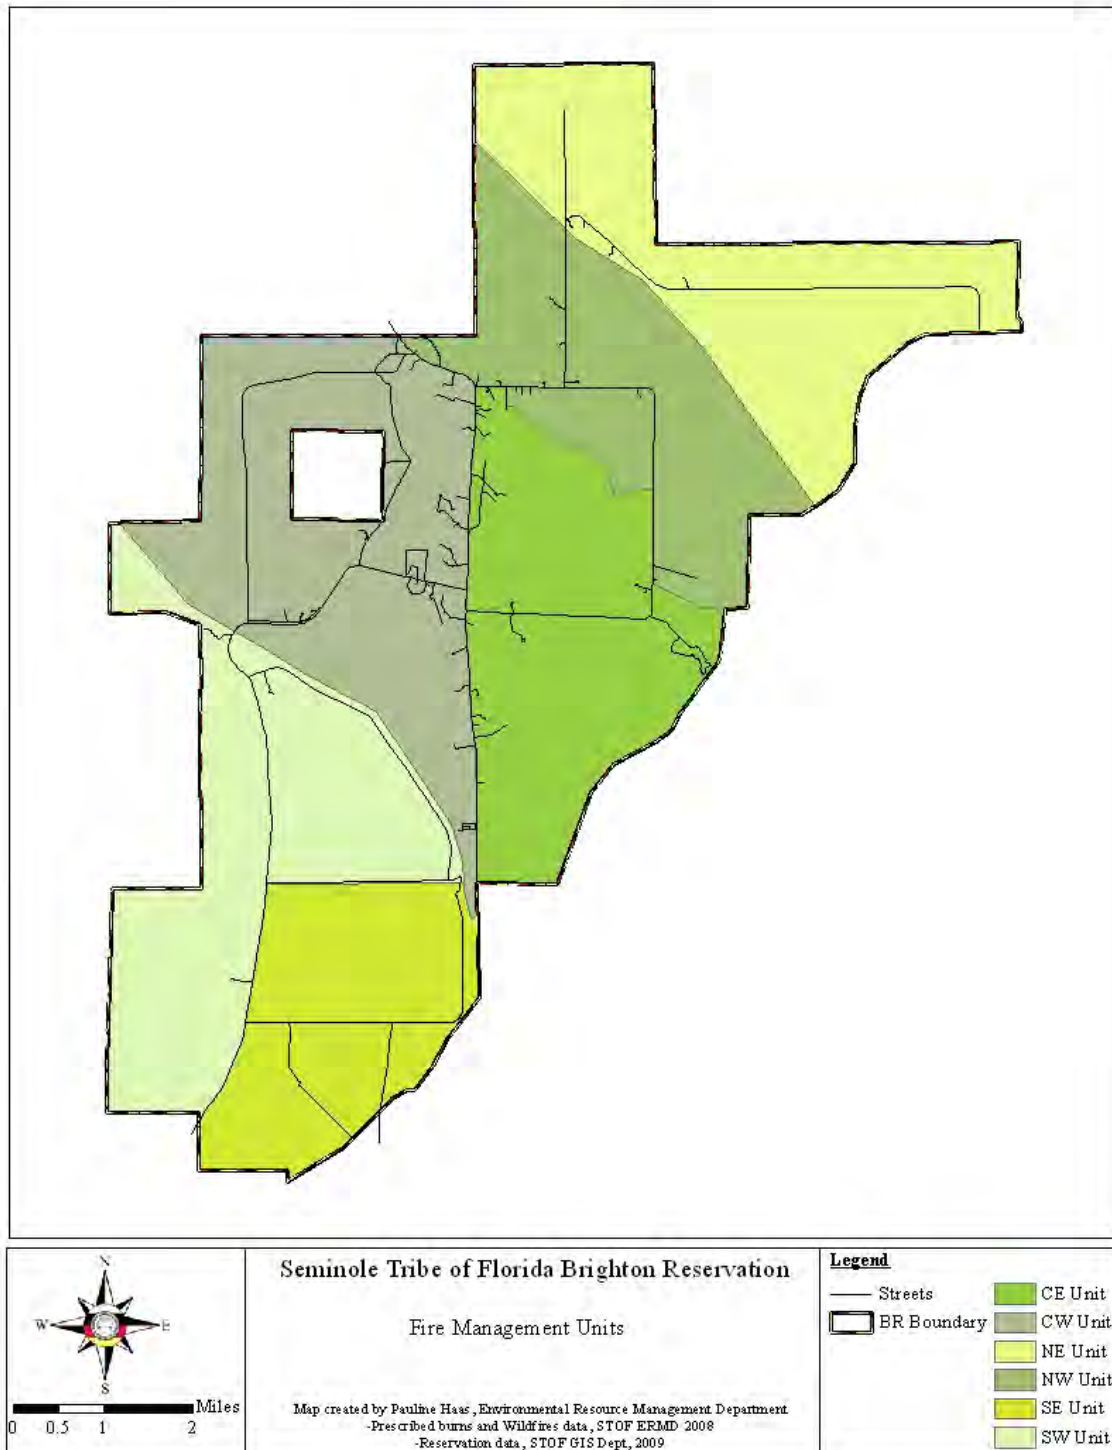 N
W E
S
Miles
0 0.5 1 2
Seminole Tribe of Florida Brighton Reservation
Fire Management Units
Map created by Pauline Haas, Environmental Resource Management Department
-Prescribed burns and Wildfires data, STOF ERMD 2008
-Reservation data, STOF GIS Dept, 2009
Legend
Streets
BR Boundary
CE Unit
CW Unit
NE Unit
NW Unit
SE Unit
SW Unit